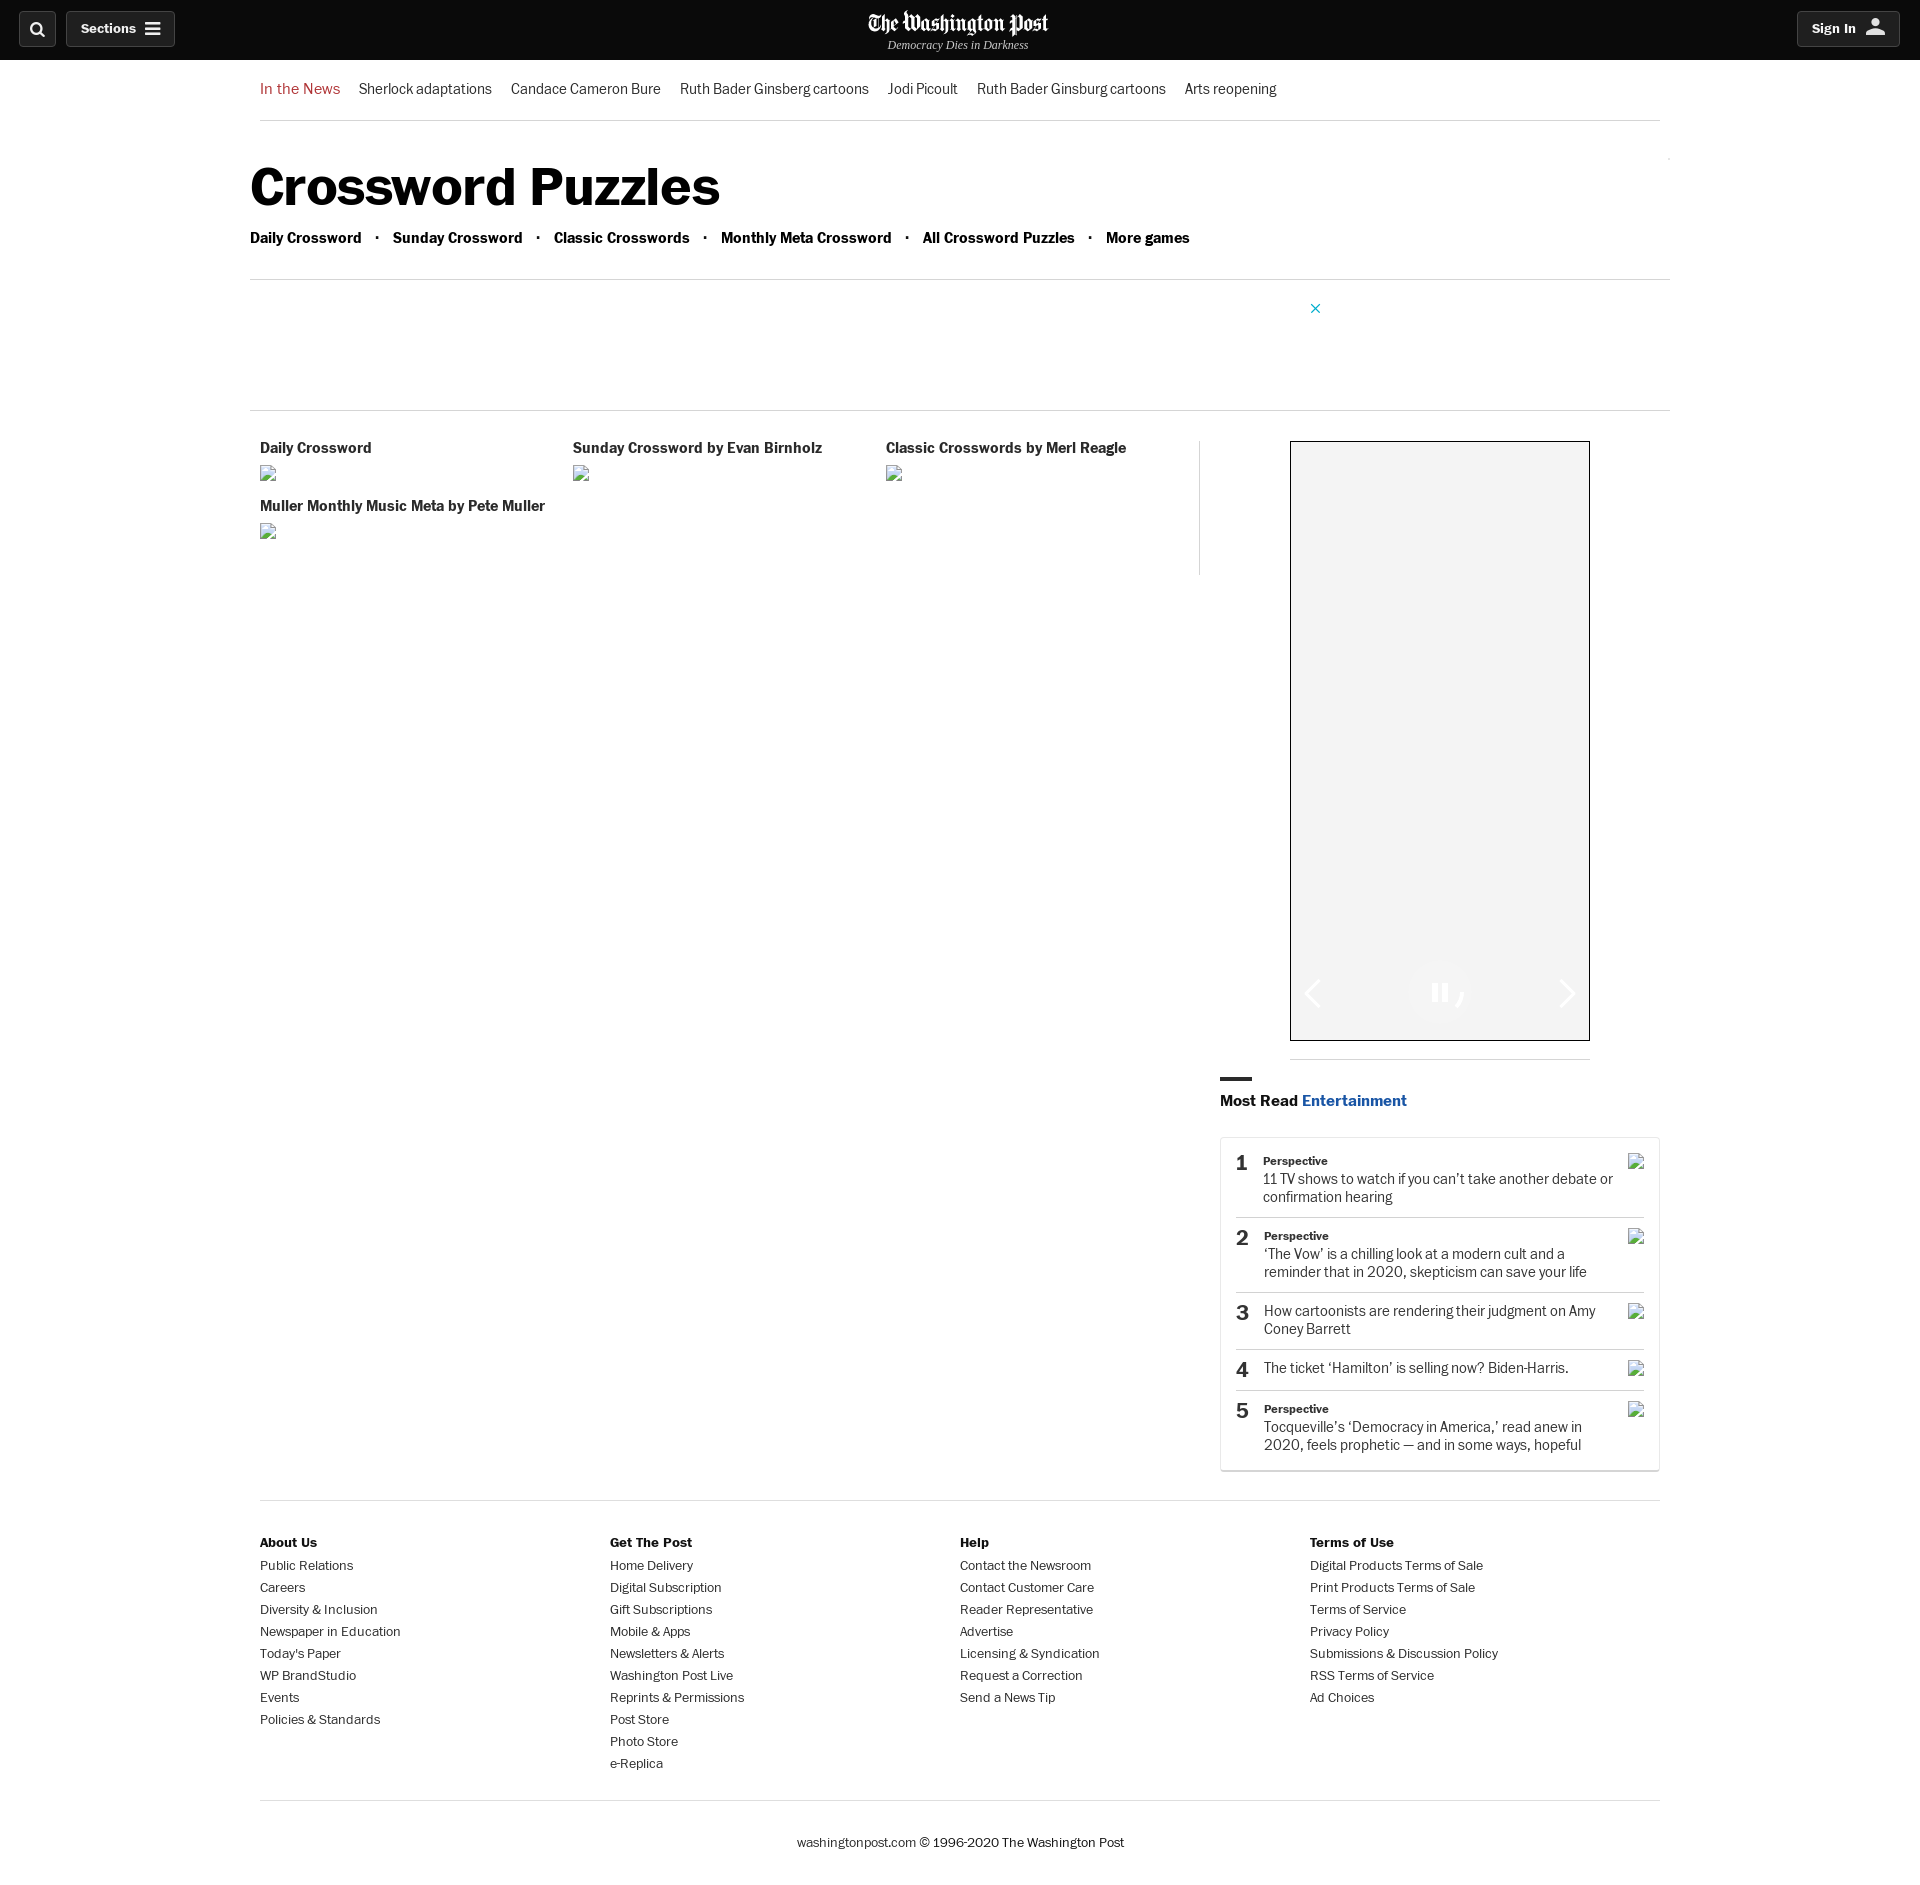 Sections
The Washington Post
Democracy Dies in Darkness
Sign In
In the News Sherlock adaptations Candace Cameron Bure Ruth Bader Ginsberg cartoons Jodi Picoult Ruth Bader Ginsburg cartoons Arts reopening
Crossword Puzzles
Daily Crossword · Sunday Crossword · Classic Crosswords · Monthly Meta Crossword · All Crossword Puzzles · More games
Daily Crossword
Sunday Crossword by Evan Birnholz
Classic Crosswords by Merl Reagle
Muller Monthly Music Meta by Pete Muller
Most Read Entertainment
1 Perspective
11 TV shows to watch if you can’t take another debate or
confirmation hearing
2 Perspective
‘The Vow’ is a chilling look at a modern cult and a
reminder that in 2020, skepticism can save your life
3 How cartoonists are rendering their judgment on Amy
Coney Barrett
4 The ticket ‘Hamilton’ is selling now? Biden-Harris.
5 Perspective
Tocqueville’s ‘Democracy in America,’ read anew in
2020, feels prophetic — and in some ways, hopeful
About Us
Public Relations
Careers
Diversity & Inclusion
Newspaper in Education
Today's Paper
WP BrandStudio
Events
Policies & Standards
Get The Post
Home Delivery
Digital Subscription
Gift Subscriptions
Mobile & Apps
Newsletters & Alerts
Washington Post Live
Reprints & Permissions
Post Store
Photo Store
e-Replica
Help
Contact the Newsroom
Contact Customer Care
Reader Representative
Advertise
Licensing & Syndication
Request a Correction
Send a News Tip
Terms of Use
Digital Products Terms of Sale
Print Products Terms of Sale
Terms of Service
Privacy Policy
Submissions & Discussion Policy
RSS Terms of Service
Ad Choices
washingtonpost.com © 1996-2020 The Washington Post